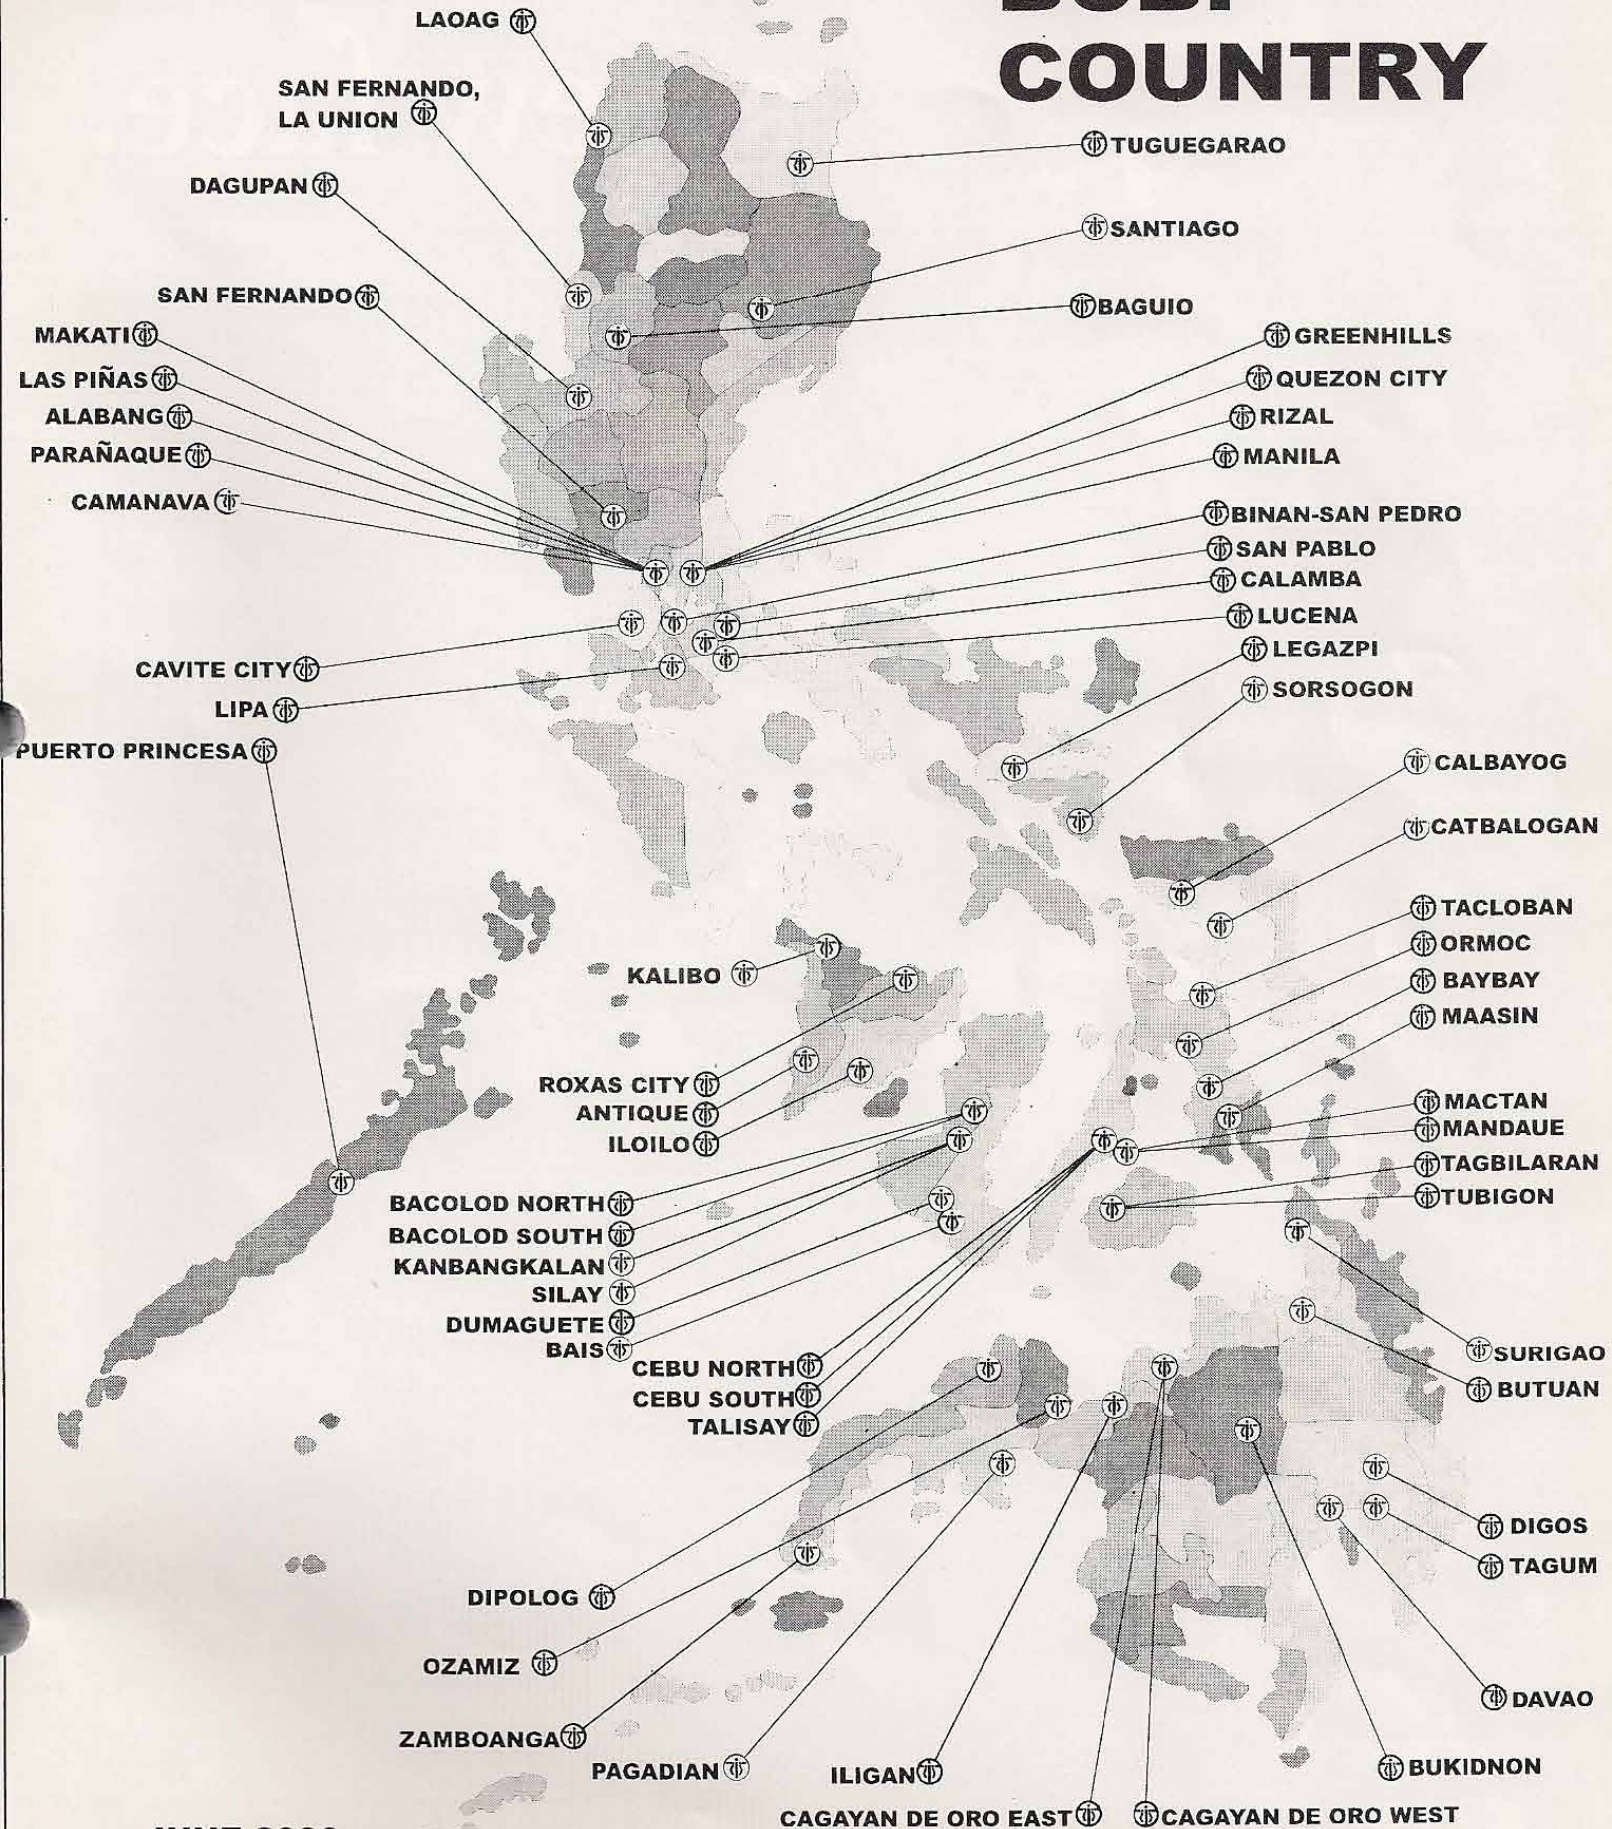 COUNTRY
LAOAG
SAN FERNANDO,
LA UNION
DAGUPAN
SAN FERNANDO
MAKATI
LAS PIÑAS
ALABANG
PARAÑAQUE
CAMANAVA
CAVITE CITY
LIPA
PUERTO PRINCESA
TUGUEGARAO
SANTIAGO
BAGUIO
GREENHILLS
QUEZON CITY
RIZAL
MANILA
BINAN-SAN PEDRO
SAN PABLO
CALAMBA
LUCENA
LEGAZPI
SORSOGON
CALBAYOG
CATBALOGAN
TACLOBAN
ORMOC
BAYBAY
MAASIN
MACTAN
MANDAUE
TAGBILARAN
TUBIGON
KALIBO
ROXAS CITY
ANTIQUE
ILOILO
BACOLOD NORTH
BACOLOD SOUTH
KANBANGKALAN
SILAY
DUMAGUETE
BAIS
CEBU NORTH
CEBU SOUTH
TALISAY
SURIGAO
BUTUAN
DIGOS
TAGUM
DAVAO
BUKIDNON
DIPOLOG
OZAMIZ
ZAMBOANGA
PAGADIAN
ILIGAN
CAGAYAN DE ORO EAST
CAGAYAN DE ORO WEST